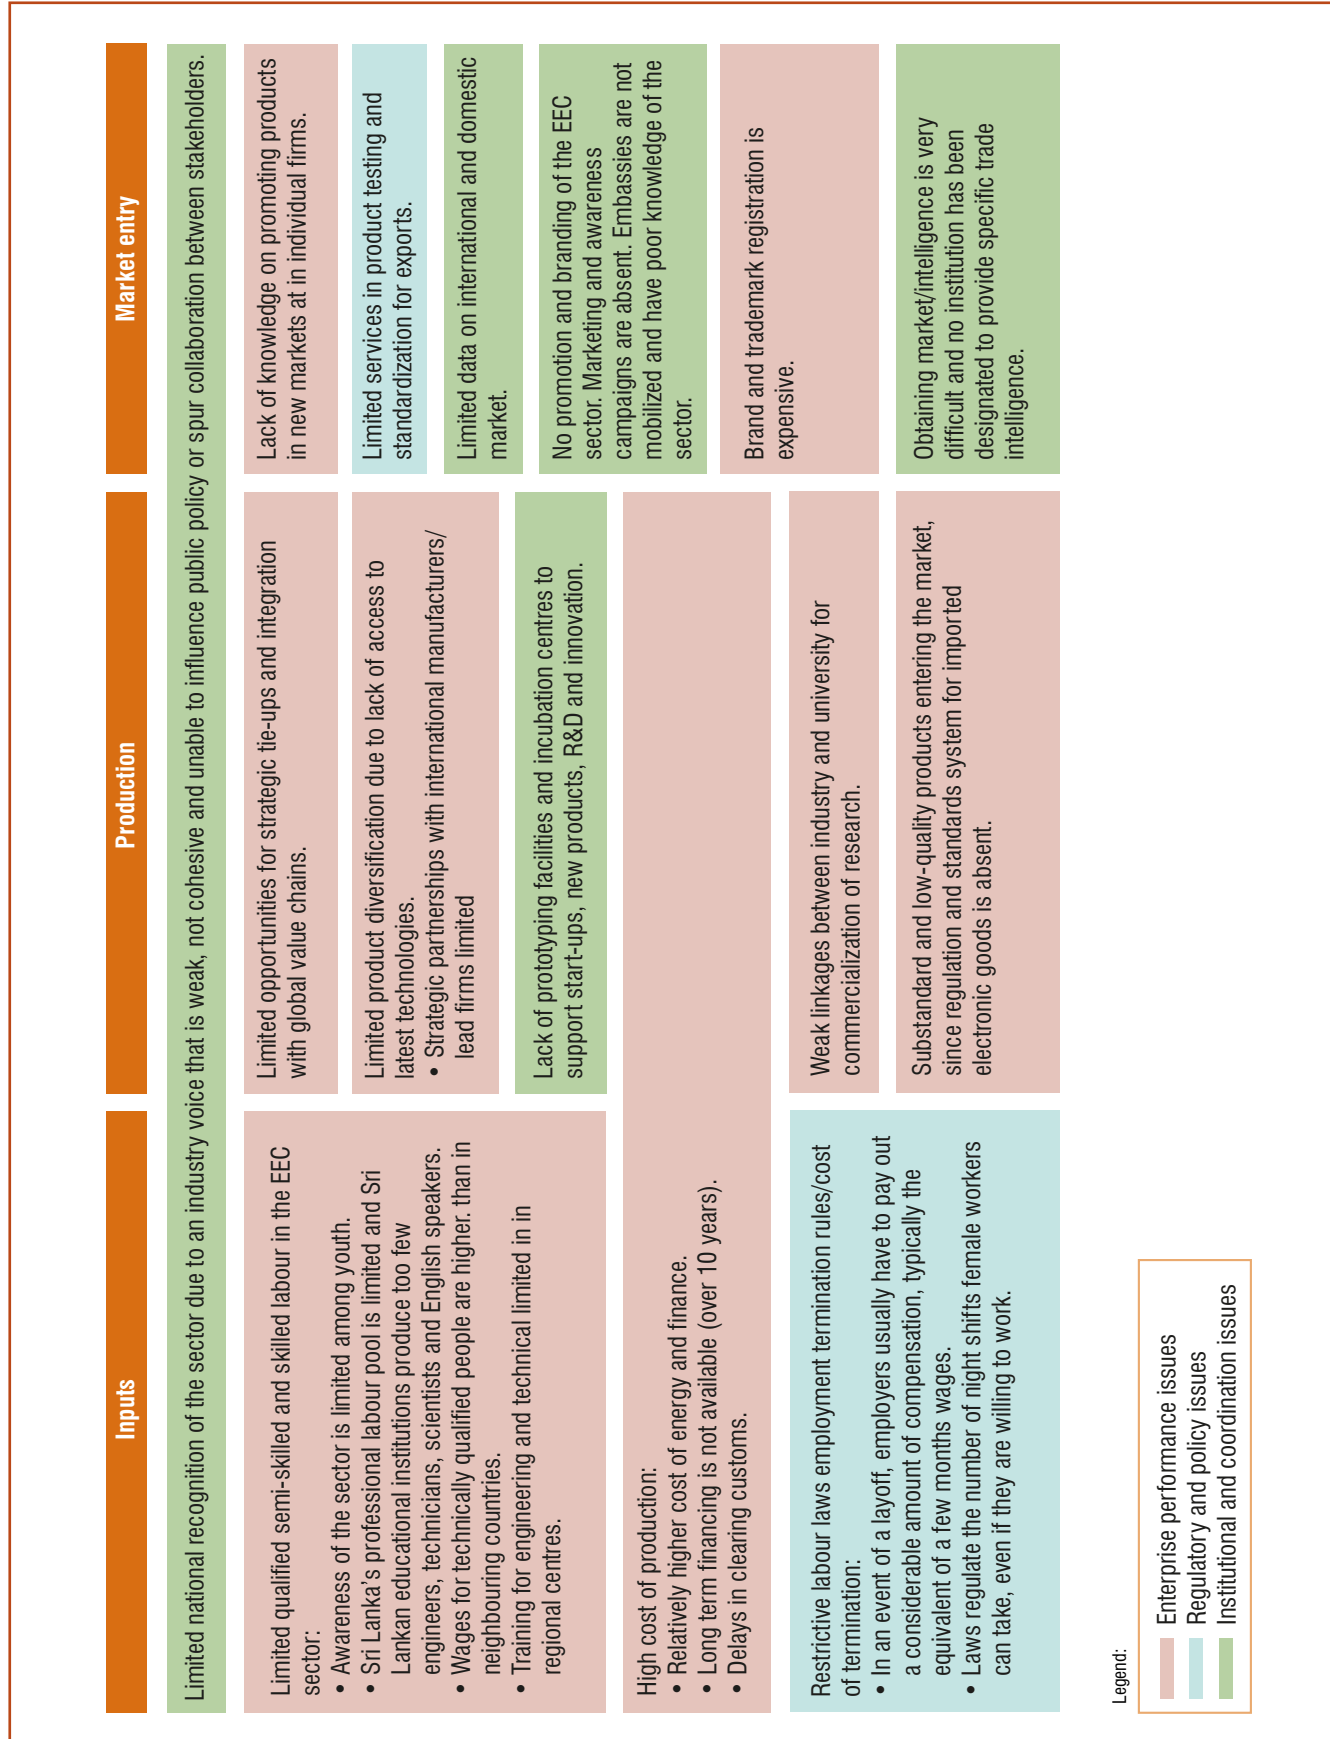 Inputs
Production
Market entry
Limited national recognition of the sector due to an industry voice that is weak, not cohesive and unable to influence public policy or spur collaboration between stakeholders.
Limited qualified semi-skilled and skilled labour in the EEC
sector:
• Awareness of the sector is limited among youth.
• Sri Lanka’s professional labour pool is limited and Sri
Lankan educational institutions produce too few
engineers, technicians, scientists and English speakers.
• Wages for technically qualified people are higher. than in
neighbouring countries.
• Training for engineering and technical limited in in
regional centres.
High cost of production:
• Relatively higher cost of energy and finance.
• Long term financing is not available (over 10 years).
• Delays in clearing customs.
Restrictive labour laws employment termination rules/cost
of termination:
• In an event of a layoff, employers usually have to pay out
a considerable amount of compensation, typically the
equivalent of a few months wages.
• Laws regulate the number of night shifts female workers
can take, even if they are willing to work.
Limited opportunities for strategic tie-ups and integration
with global value chains.
Limited product diversification due to lack of access to
latest technologies.
• Strategic partnerships with international manufacturers/
lead firms limited
Lack of prototyping facilities and incubation centres to
support start-ups, new products, R&D and innovation.
Weak linkages between industry and university for
commercialization of research.
Substandard and low-quality products entering the market,
since regulation and standards system for imported
electronic goods is absent.
Lack of knowledge on promoting products
in new markets at in individual firms.
Limited services in product testing and
standardization for exports.
Limited data on international and domestic
market.
No promotion and branding of the EEC
sector. Marketing and awareness
campaigns are absent. Embassies are not
mobilized and have poor knowledge of the
sector.
Brand and trademark registration is
expensive.
Obtaining market/intelligence is very
difficult and no institution has been
designated to provide specific trade
intelligence.
Legend:
Enterprise performance issues
Regulatory and policy issues
Institutional and coordination issues